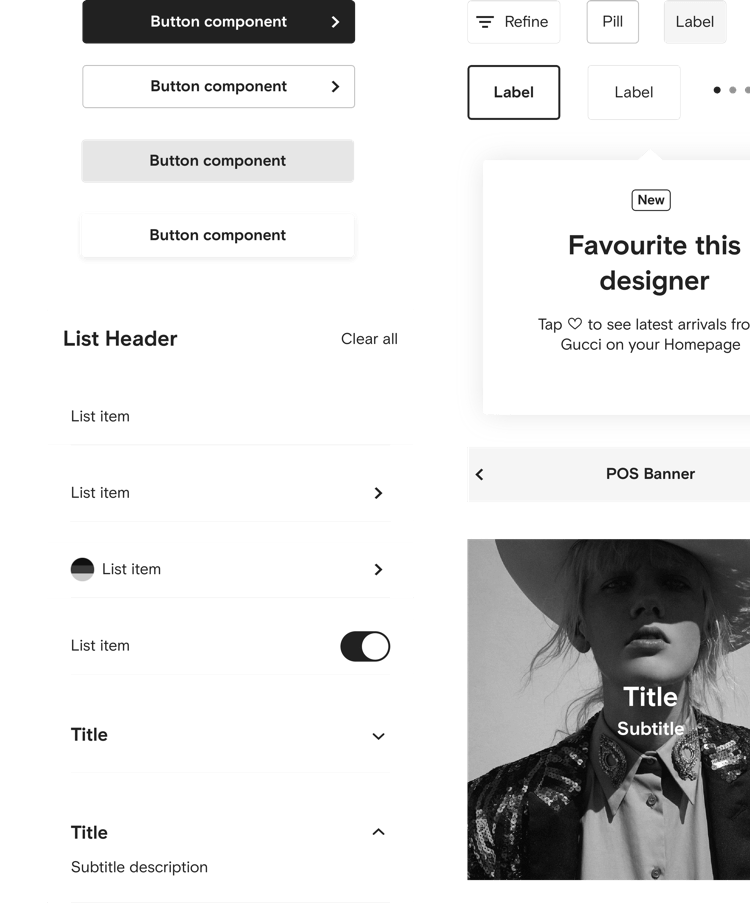 Button component
Button component
Button component
Button component
List Header
Clear all
List item
List item
List item
List item
Title
Title
Subtitle description
Refine
Pill
Label
Label
Label
New
Favourite this
designer
Tap ♡ to see latest arrivals fro
Gucci on your Homepage
POS Banner
Title
Subtitle